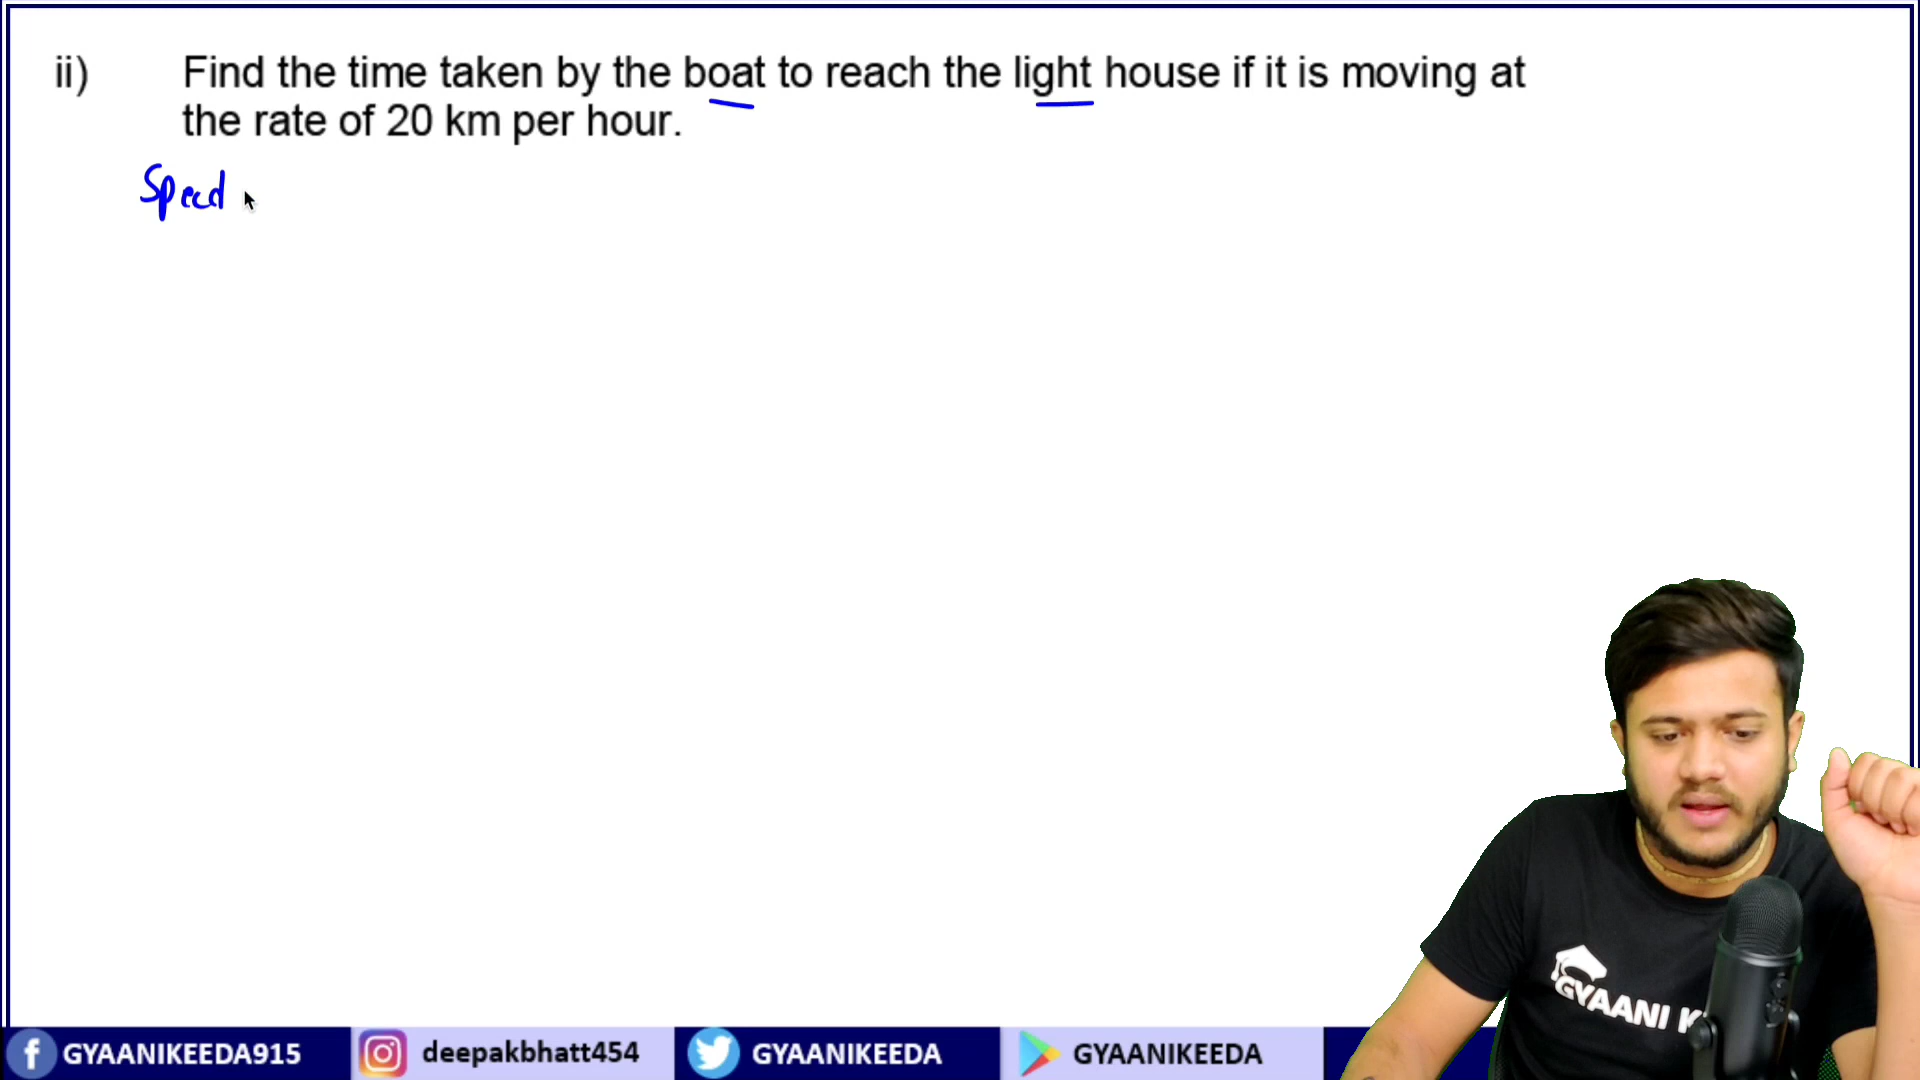 ii) Find the time taken by the boat to reach the light house if it is moving at
the rate of 20 km per hour.
Speed
GYAANI K
GYAANIKEEDA915 deepakbhatt454 GYAANIKEEDA GYAANIKEEDA